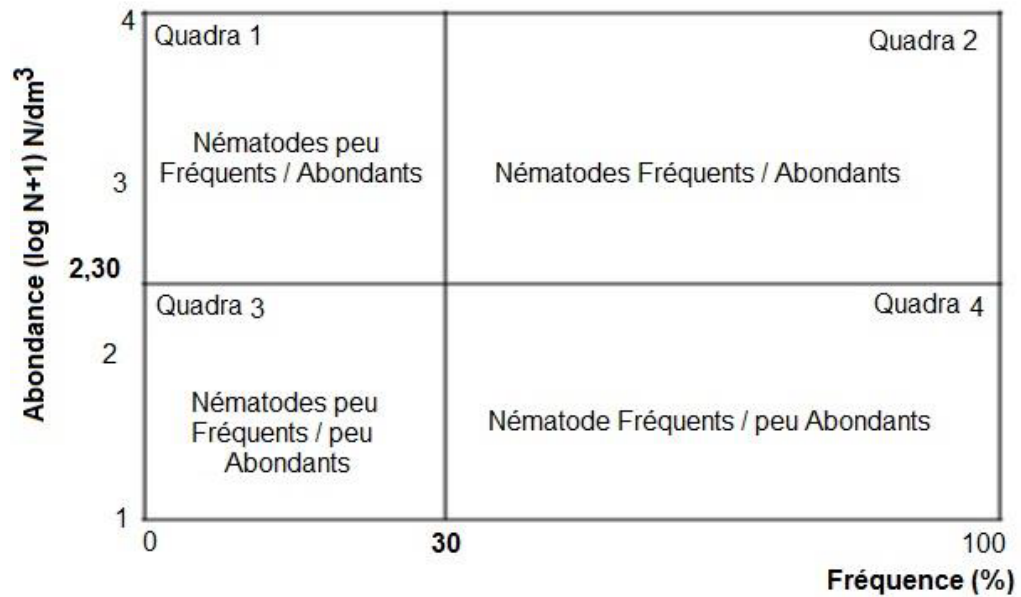 4
Quadra 1
Quadra 2
Nématodes peu
Fréquents / Abondants
Nématodes Fréquents / Abondants
3
Abondance (log N+1) N/dm³
2,30
Quadra 3
Quadra 4
2
Nématodes peu
Fréquents / peu
Abondants
Nématode Fréquents / peu Abondants
1
0
30
100
Fréquence (%)